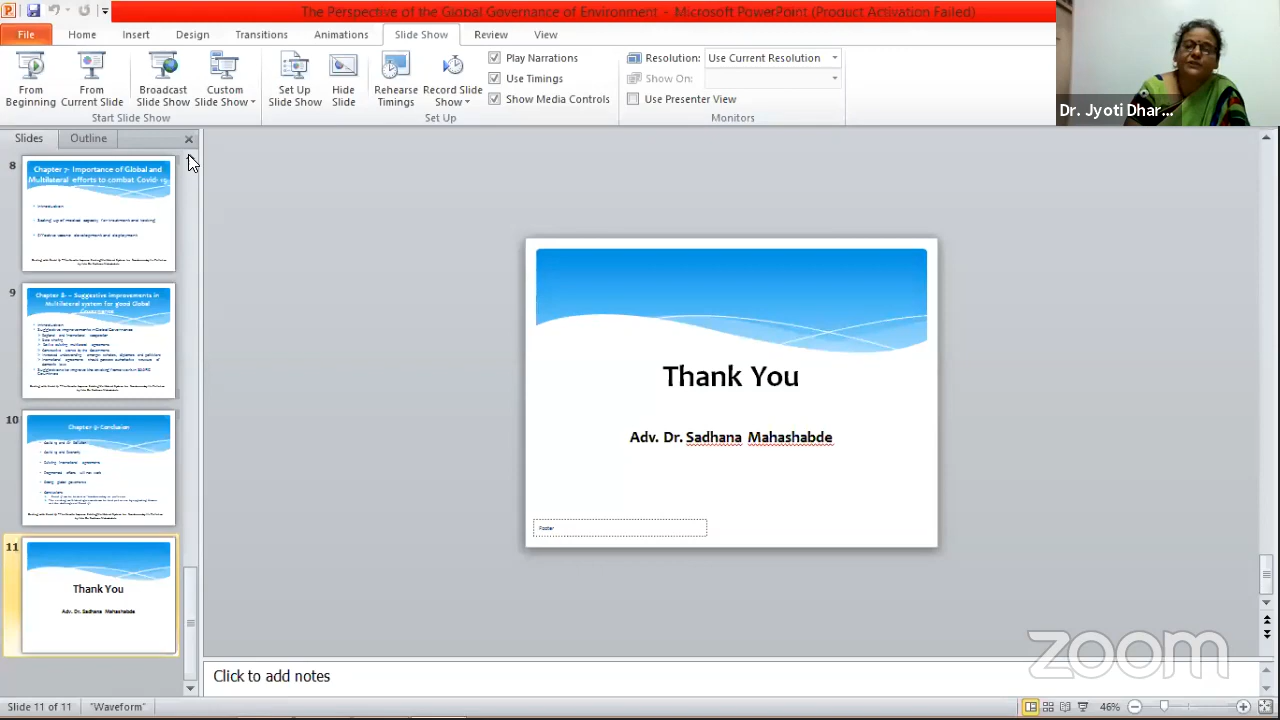 The Perspective of the Global Governance of Environment - Microsoft PowerPoint (Product Activation Failed)
File Home Insert Design Transitions Animations Slide Show Review View
From Beginning
From Current Slide
Broadcast Slide Show
Custom Slide Show
Set Up Slide Show
Hide Slide
Rehearse Timings
Record Slide Show
Play Narrations
Use Timings
Show Media Controls
Resolution: Use Current Resolution
Show On:
Use Presenter View
Start Slide Show
Set Up
Monitors
Dr. Jyoti Dhar...
Slides Outline
8
Chapter 7- Importance of Global and
Multilateral efforts to combat Covid-19
Introduction
9
Chapter 8- - Suggestive improvements in
Multilateral system for good Global
Governance
Introduction
10
Chapter 9-Conclusion
11
Thank You
Adv. Dr. Sadhana Mahashabde
Thank You
Adv. Dr. Sadhana Mahashabde
Footer
zoom
Click to add notes
Slide 11 of 11 "Waveform" 46%